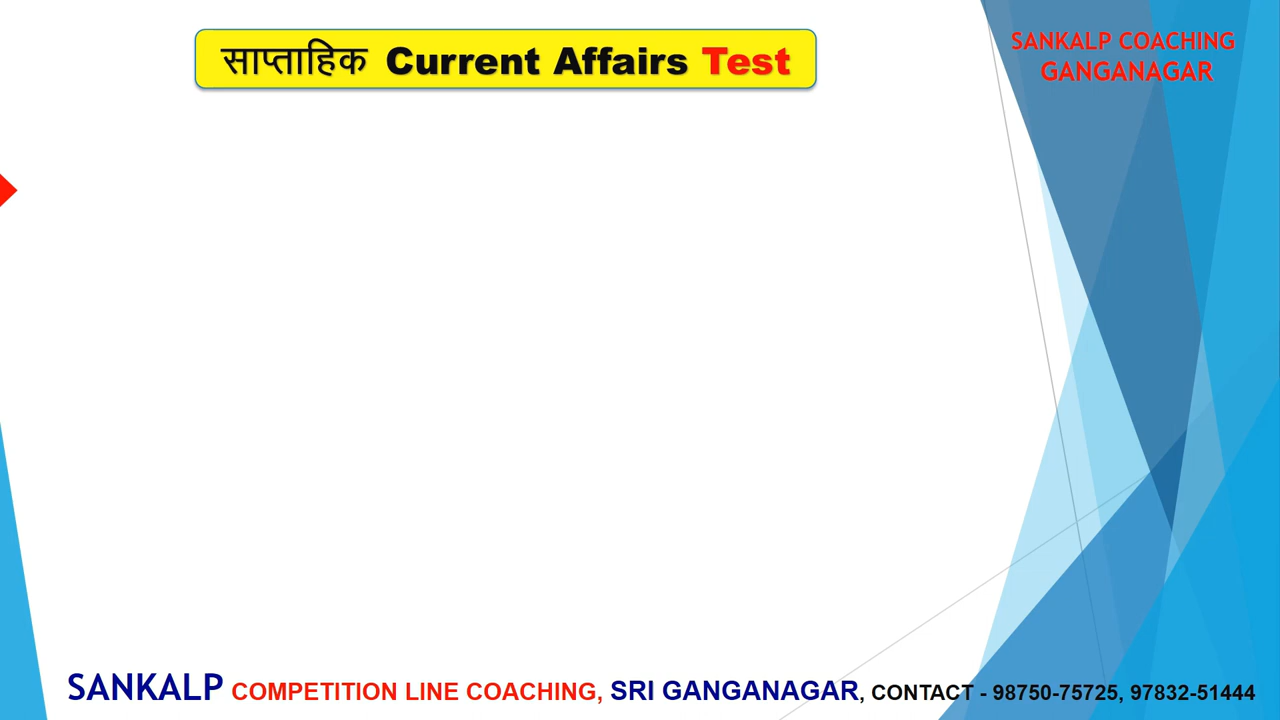 साप्ताहिक Current Affairs Test
SANKALP COACHING
GANGANAGAR
SANKALP COMPETITION LINE COACHING, SRI GANGANAGAR, CONTACT - 98750-75725, 97832-51444